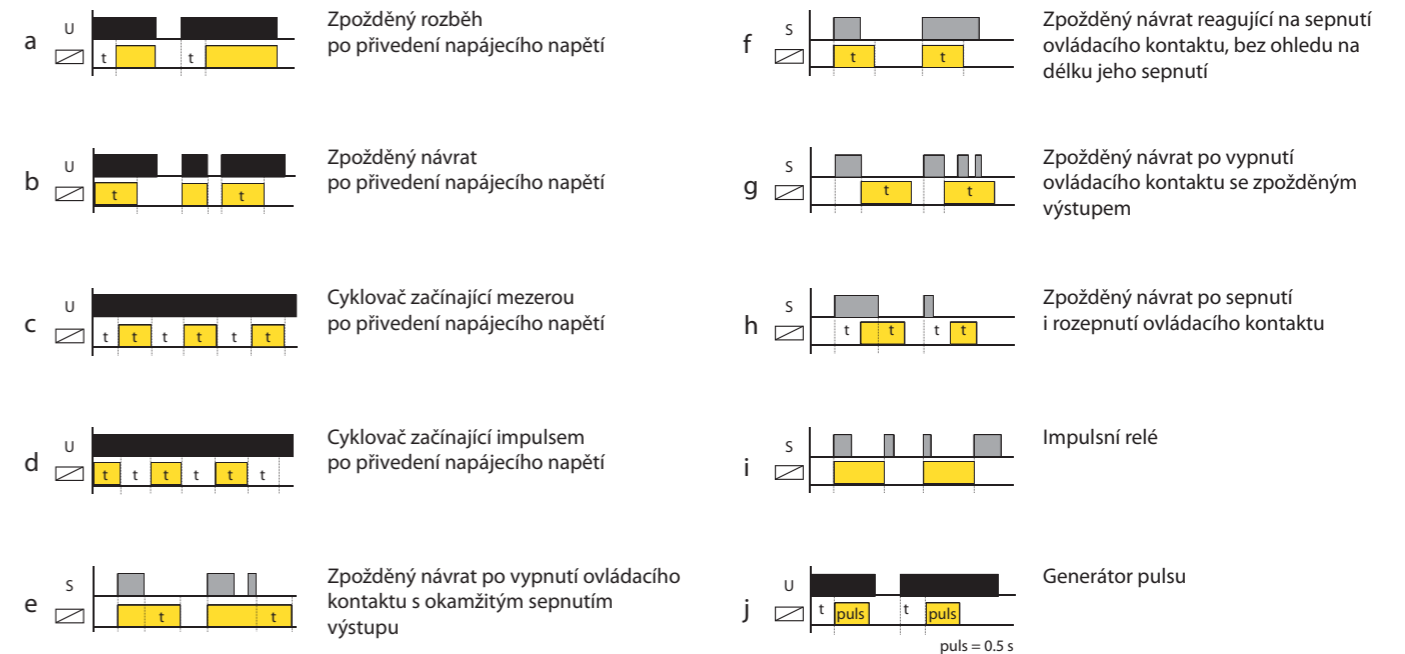 a
U
t
t
Zpožděný rozběh
po přivedení napájecího napětí
b
U
t
t
Zpožděný návrat
po přivedení napájecího napětí
c
U
t t t t t t
Cyklovač začínající mezerou
po přivedení napájecího napětí
d
U
t t t t t t
Cyklovač začínající impulsem
po přivedení napájecího napětí
e
S
t
t
Zpožděný návrat po vypnutí ovládacího
kontaktu s okamžitým sepnutím
výstupu
f
S
t
t
Zpožděný návrat reagující na sepnutí
ovládacího kontaktu, bez ohledu na
délku jeho sepnutí
g
S
t
t
Zpožděný návrat po vypnutí
ovládacího kontaktu se zpožděným
výstupem
h
S
t t t t
Zpožděný návrat po sepnutí
i rozepnutí ovládacího kontaktu
i
S
Impulsní relé
j
U
t puls t puls
puls = 0.5 s
Generátor pulsu